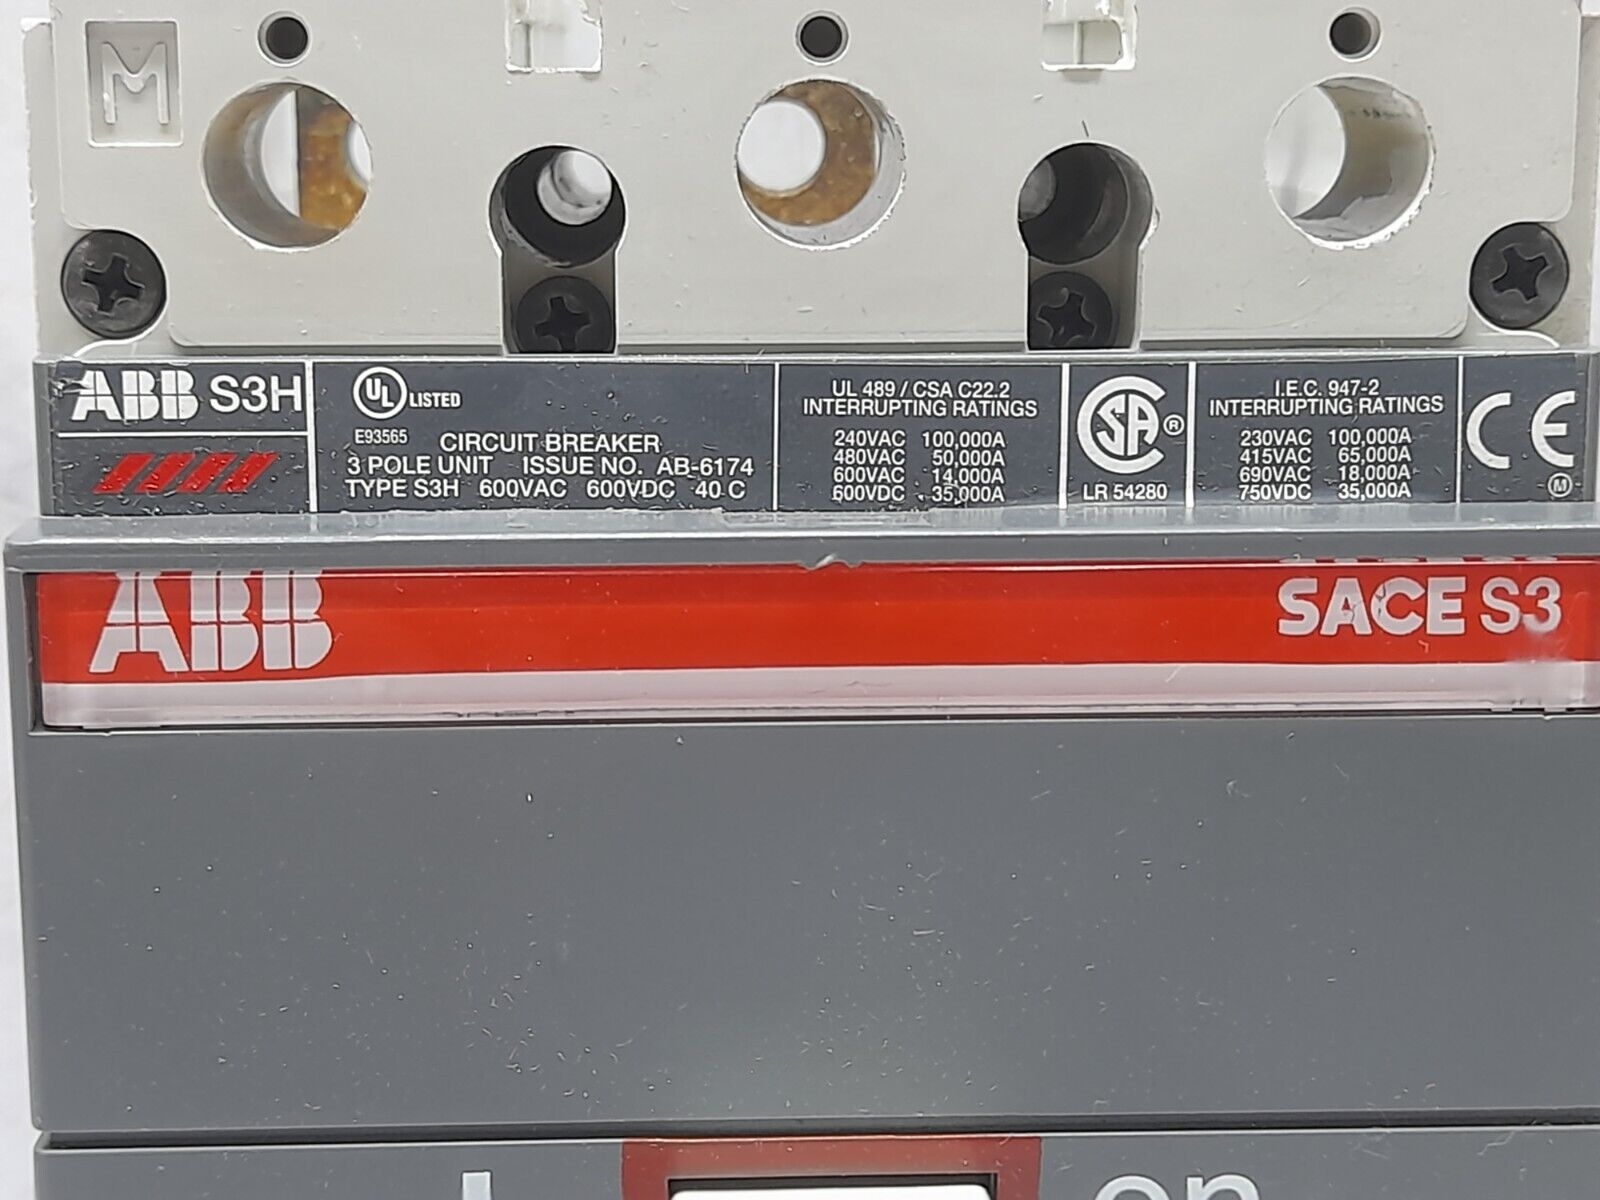 M
ABB S3H
UL LISTED
E93565
CIRCUIT BREAKER
3 POLE UNIT ISSUE NO. AB-6174
TYPE S3H 600VAC 600VDC 40 C
UL 489 / CSA C22.2
INTERRUPTING RATINGS
240VAC 100,000A
480VAC 50,000A
600VAC 14,000A
600VDC 35,000A
CSA ®
LR 54280
I.E.C. 947-2
INTERRUPTING RATINGS
230VAC 100,000A
415VAC 65,000A
690VAC 18,000A
750VDC 35,000A
CE
M
ABB
SACE S3
I on